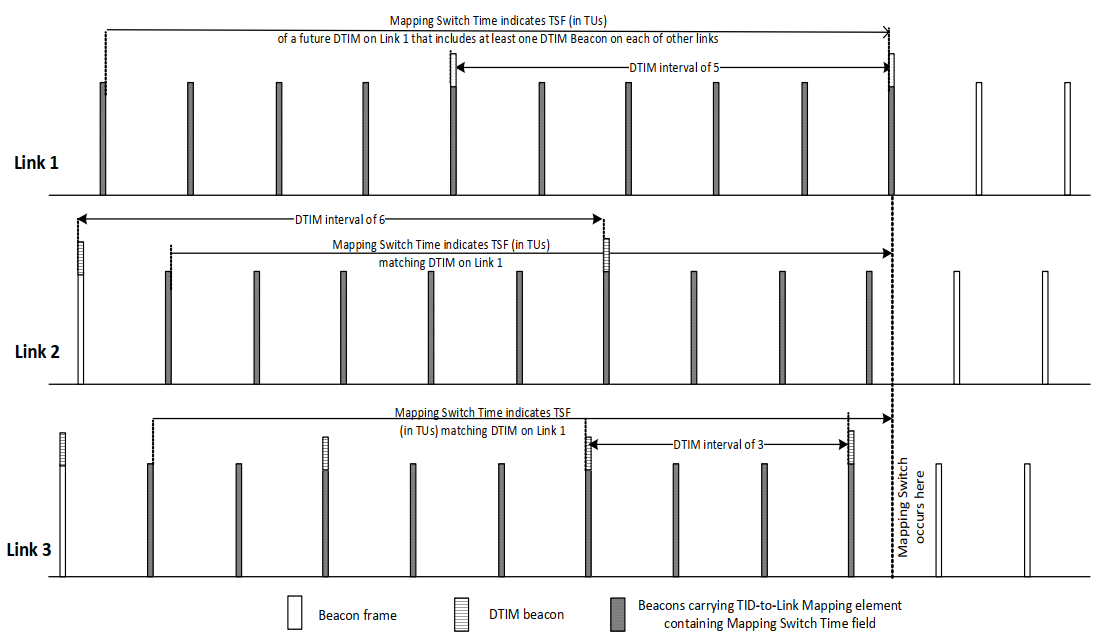 Mapping Switch Time indicates TSF (in TUs)
of a future DTIM on Link 1 that includes at least one DTIM Beacon on each of other links
DTIM interval of 5
Link 1
DTIM interval of 6
Mapping Switch Time indicates TSF (in TUs)
matching DTIM on Link 1
Link 2
Mapping Switch Time indicates TSF
(in TUs) matching DTIM on Link 1
DTIM interval of 3
Mapping Switch
occurs here
Link 3
Beacon frame
DTIM beacon
Beacons carrying TID-to-Link Mapping element
containing Mapping Switch Time field